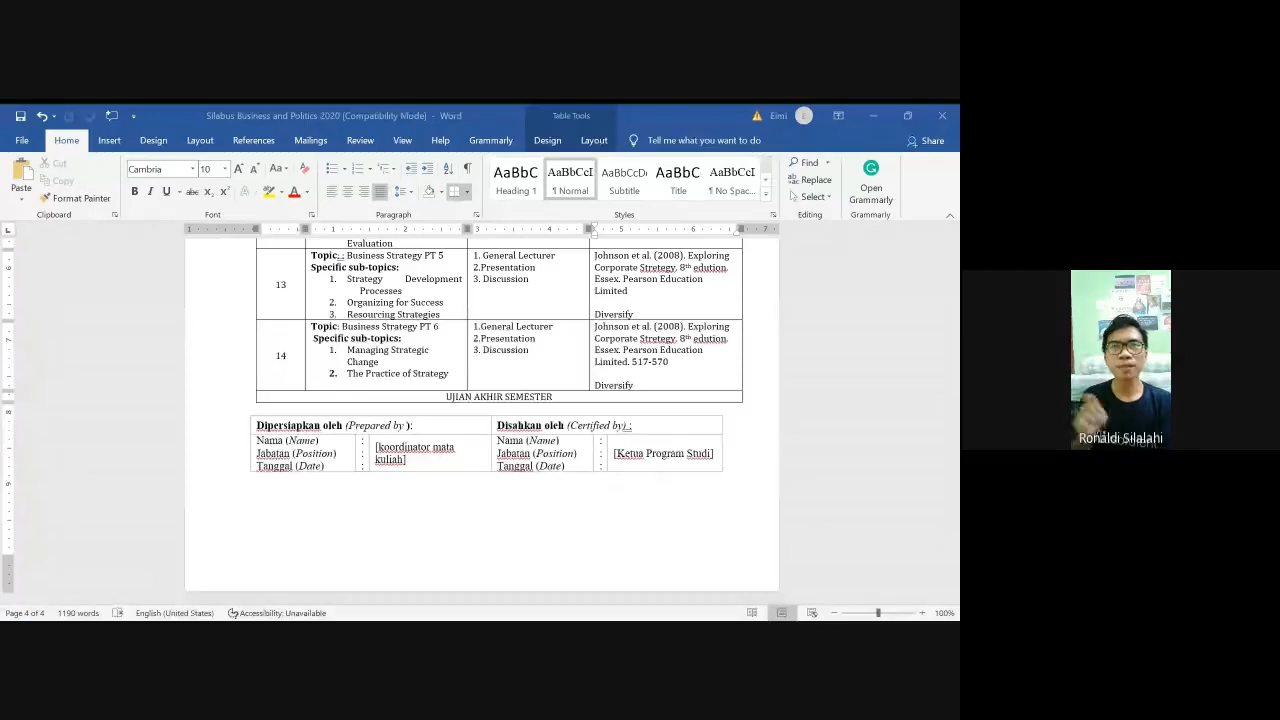 Silabus Business and Politics 2020 [Compatibility Mode] - Word
Table Tools
Eimi
E
File
Home
Insert
Design
Layout
References
Mailings
Review
View
Help
Grammarly
Design
Layout
Tell me what you want to do
Share
Paste
Cut
Copy
Format Painter
Cambria
10
AaBbC
AaBbCcI
AaBbCcD
AaBbC
AaBbCcI
Heading 1
¶ Normal
Subtitle
Title
¶ No Spac...
Find
Replace
Select
Open
Grammarly
Clipboard
Font
Paragraph
Styles
Editing
Grammarly
Evaluation
13
Topic: : Business Strategy PT 5
Specific sub-topics:
1. Strategy Development
Processes
2. Organizing for Success
3. Resourcing Strategies
1. General Lecturer
2.Presentation
3. Discussion
Johnson et al. (2008). Exploring
Corporate Stretegy. 8th edution.
Essex. Pearson Education
Limited
Diversify
14
Topic: Business Strategy PT 6
Specific sub-topics:
1. Managing Strategic
Change
2. The Practice of Strategy
1.General Lecturer
2.Presentation
3. Discussion
Johnson et al. (2008). Exploring
Corporate Stretegy. 8th edution.
Essex. Pearson Education
Limited. 517-570
Diversify
UJIAN AKHIR SEMESTER
Dipersiapkan oleh (Prepared by ):
Disahkan oleh (Certified by) :
Nama (Name) :
Jabatan (Position) :
Tanggal (Date) :
[koordinator mata
kuliah]
Nama (Name) :
Jabatan (Position) :
Tanggal (Date) :
[Ketua Program Studi]
Page 4 of 4
1190 words
English (United States)
Accessibility: Unavailable
100%
Ronaldi Silalahi